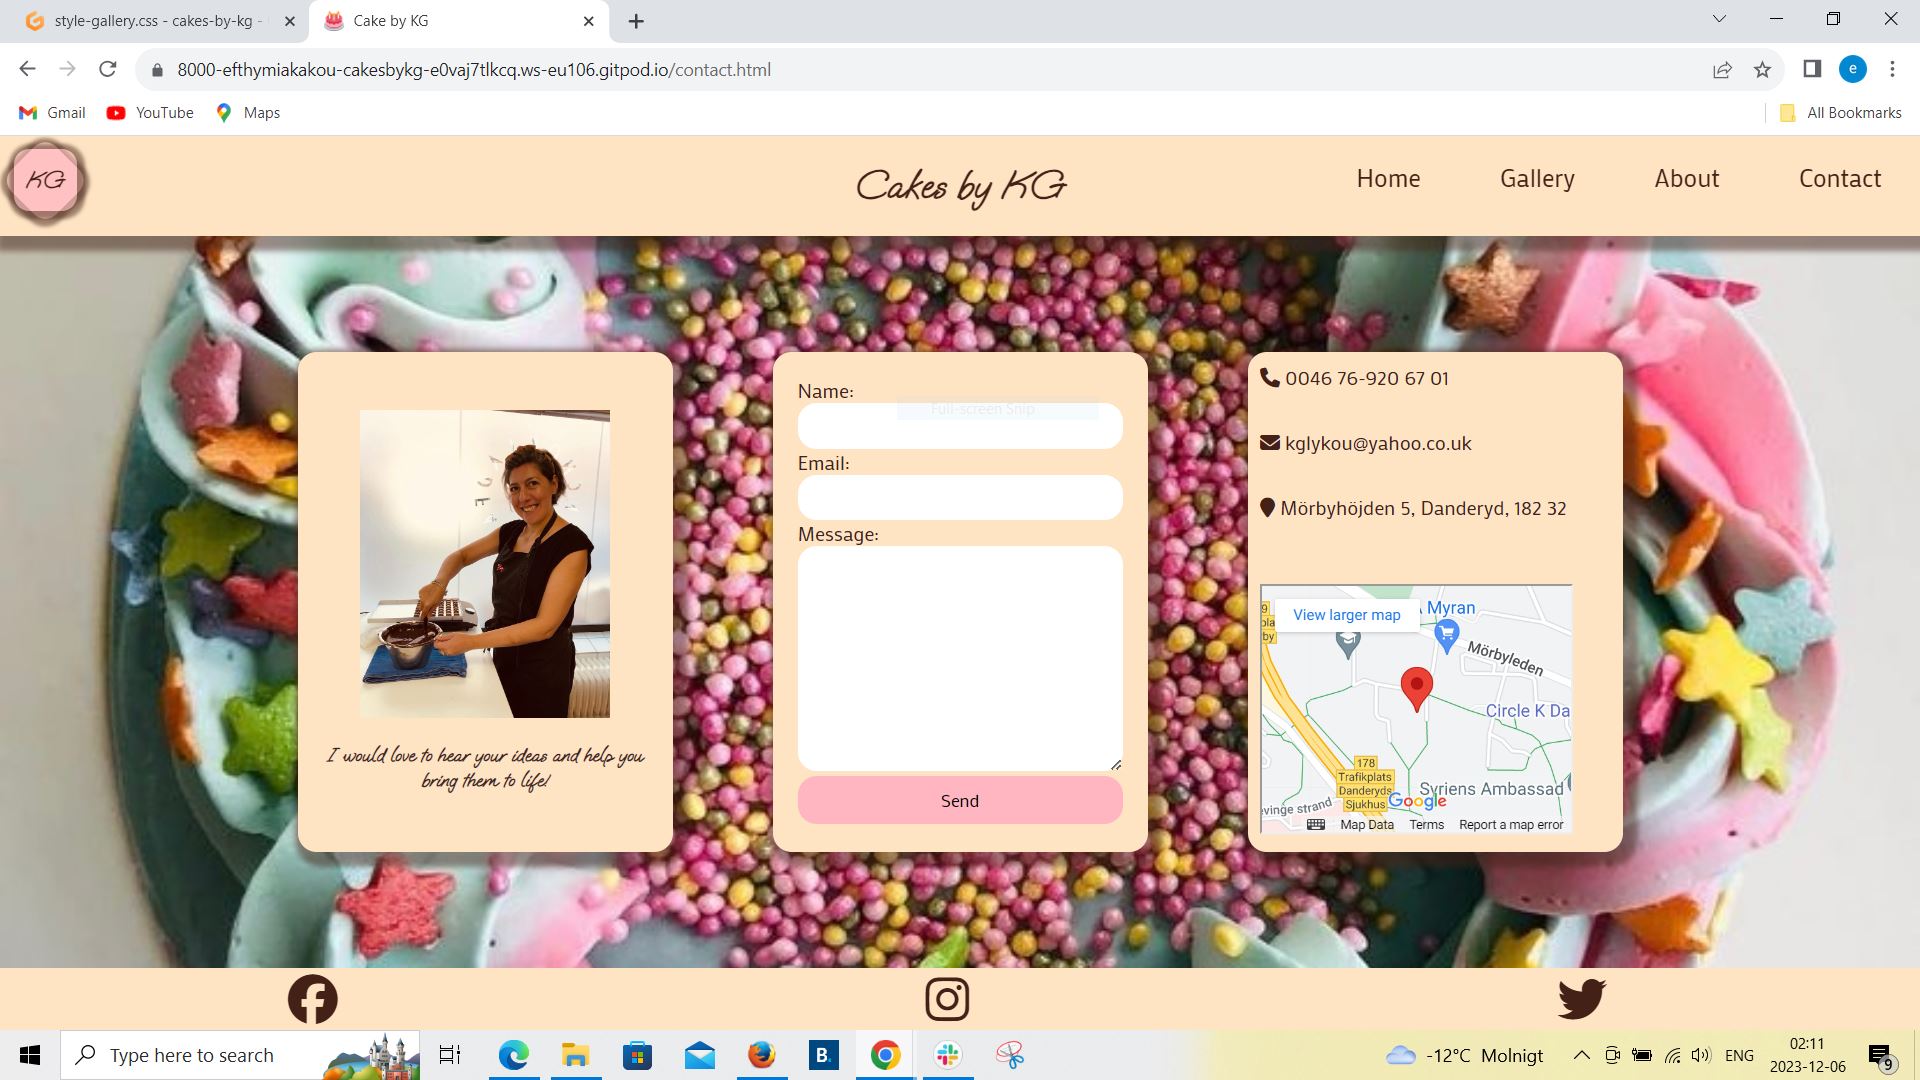 style-gallery.css - cakes-by-kg -
Cake by KG
8000-efthymiakakou-cakesbykg-e0vaj7tlkcq.ws-eu106.gitpod.io/contact.html
e
Gmail
YouTube
Maps
All Bookmarks
KG
Cakes by KG
Home
Gallery
About
Contact
I would love to hear your ideas and help you
bring them to life!
Name:
Full-screen Snip
Email:
Message:
Send
0046 76-920 67 01
kglykou@yahoo.co.uk
Mörbyhöjden 5, Danderyd, 182 32
View larger map
Myran
Mörbyleden
Circle K Da
178
Trafikplats
Danderyds
Sjukhus
Syriens Ambassad
evinge strand
Google
Map Data
Terms
Report a map error
Type here to search
B.
-12°C Molnigt
ENG
02:11
2023-12-06
9